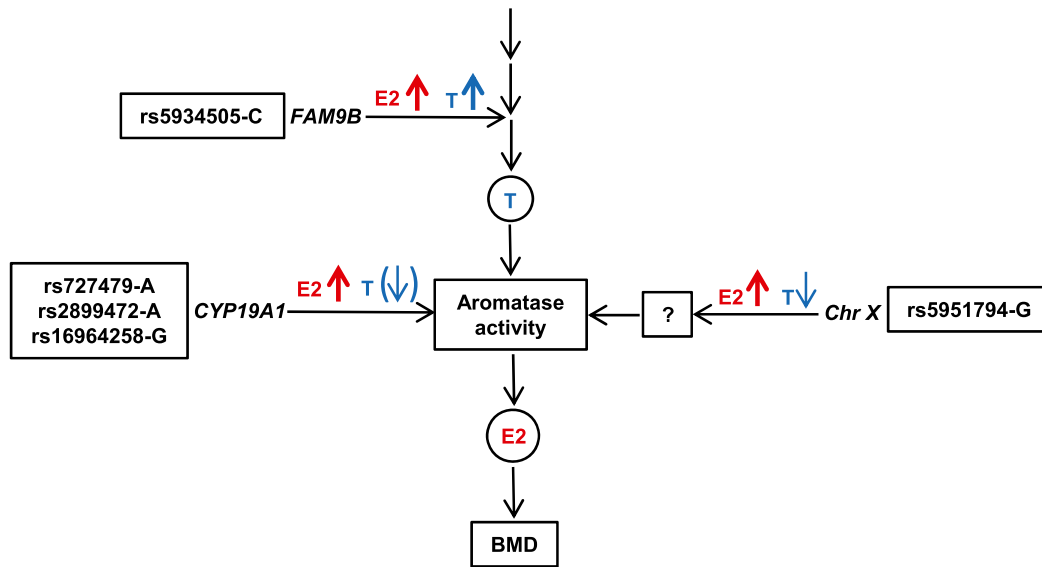 E2 T
rs5934505-C FAM9B
T
rs727479-A
rs2899472-A
rs16964258-G
CYP19A1
E2 T ( )
Aromatase
activity
?
E2 T
Chr X
rs5951794-G
E2
BMD